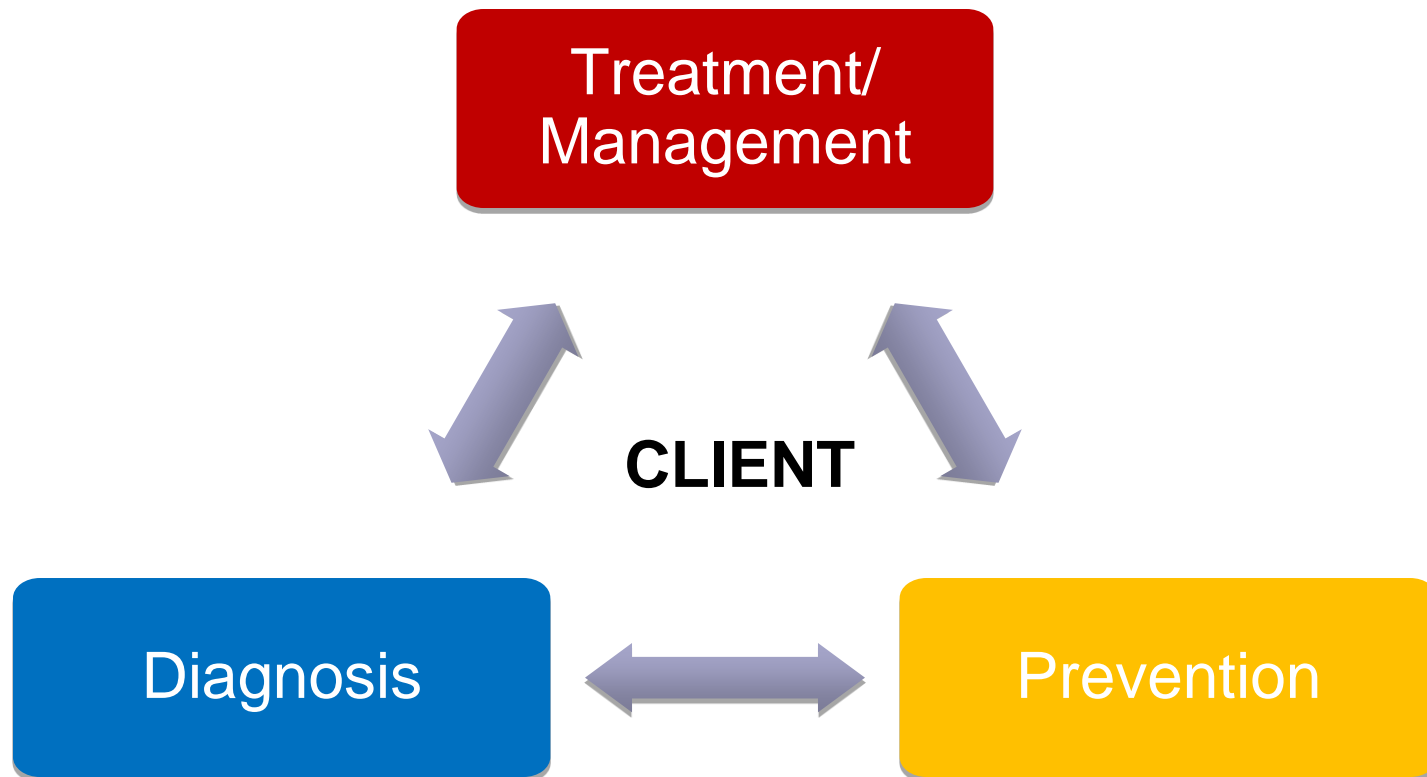 Treatment/
Management
CLIENT
Diagnosis
Prevention